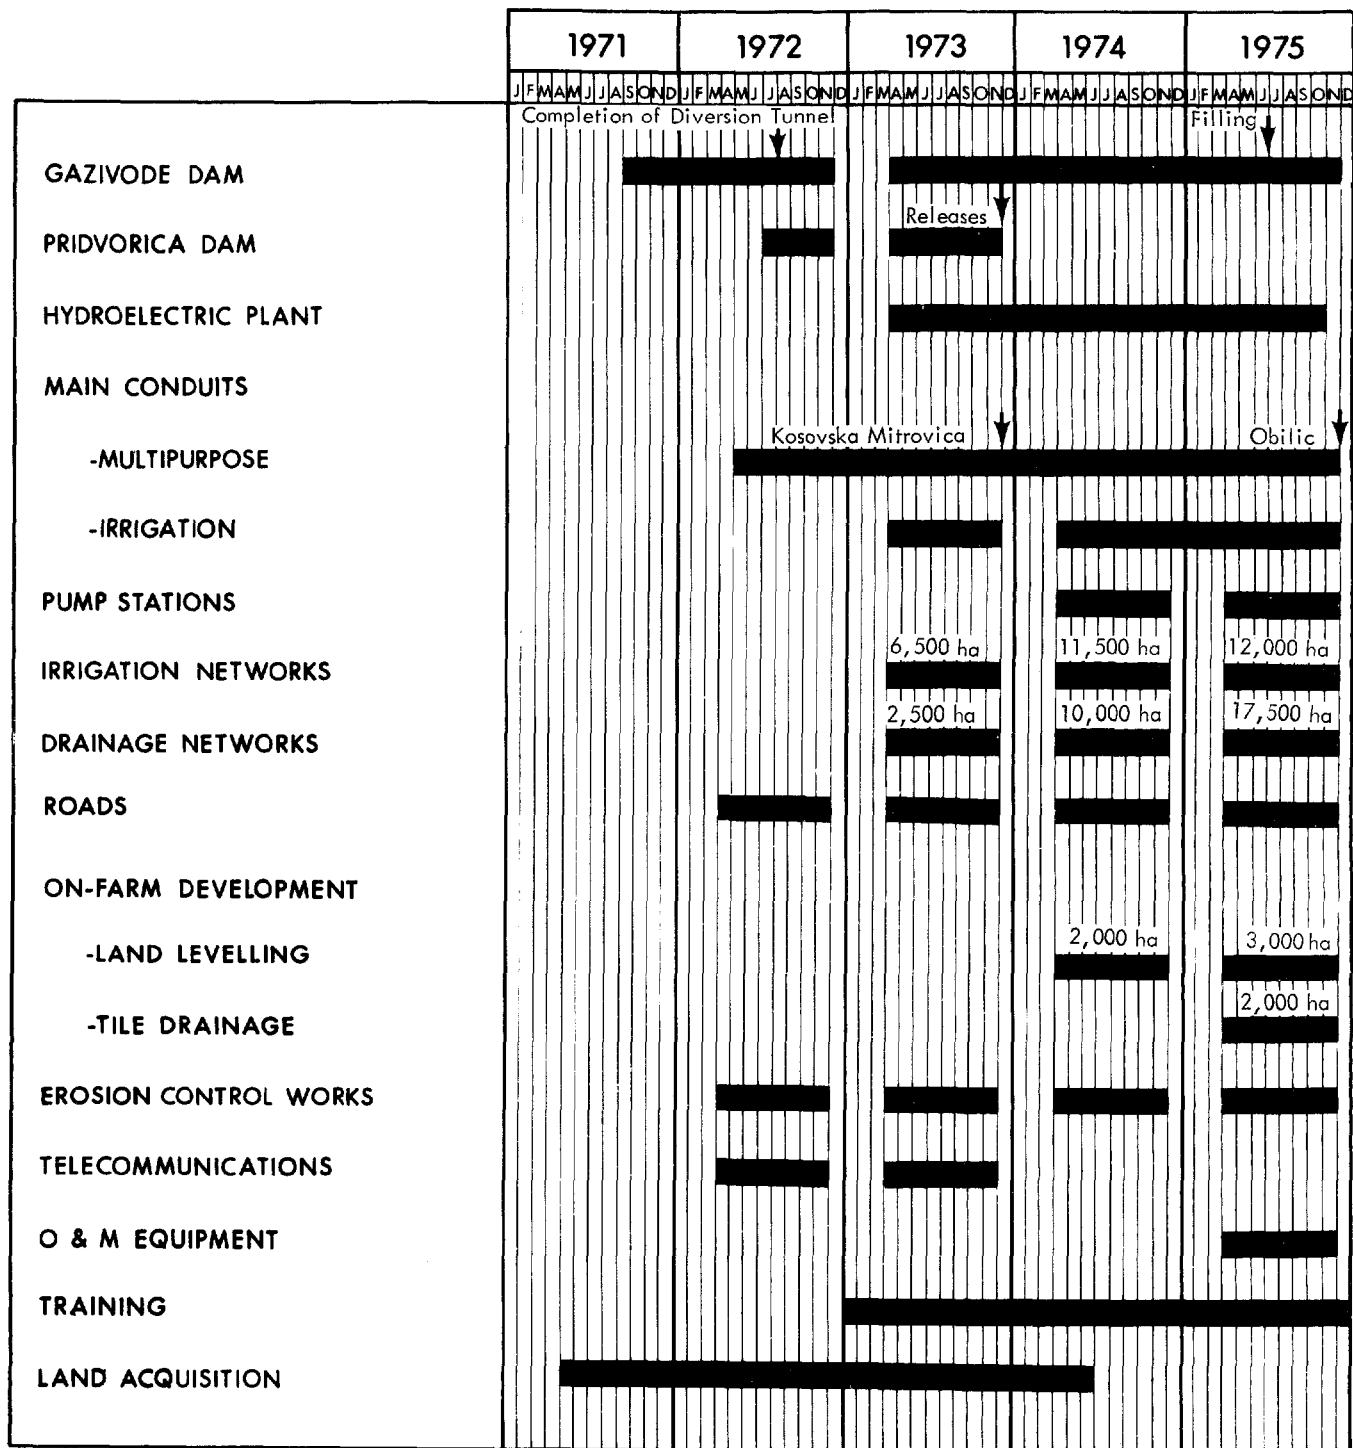 1971 1972 1973 1974 1975
J F M A M J J A S O N D J F M A M J J A S O N D J F M A M J J A S O N D J F M A M J J A S O N D J F M A M J J A S O N D
Completion of Diversion Tunnel Filling
GAZIVODE DAM
Releases
PRIDVORICA DAM
HYDROELECTRIC PLANT
MAIN CONDUITS
Kosovska Mitrovica Obilic
-MULTIPURPOSE
-IRRIGATION
PUMP STATIONS
6,500 ha 11,500 ha 12,000 ha
IRRIGATION NETWORKS
2,500 ha 10,000 ha 17,500 ha
DRAINAGE NETWORKS
ROADS
ON-FARM DEVELOPMENT
2,000 ha 3,000 ha
-LAND LEVELLING
2,000 ha
-TILE DRAINAGE
EROSION CONTROL WORKS
TELECOMMUNICATIONS
O & M EQUIPMENT
TRAINING
LAND ACQUISITION